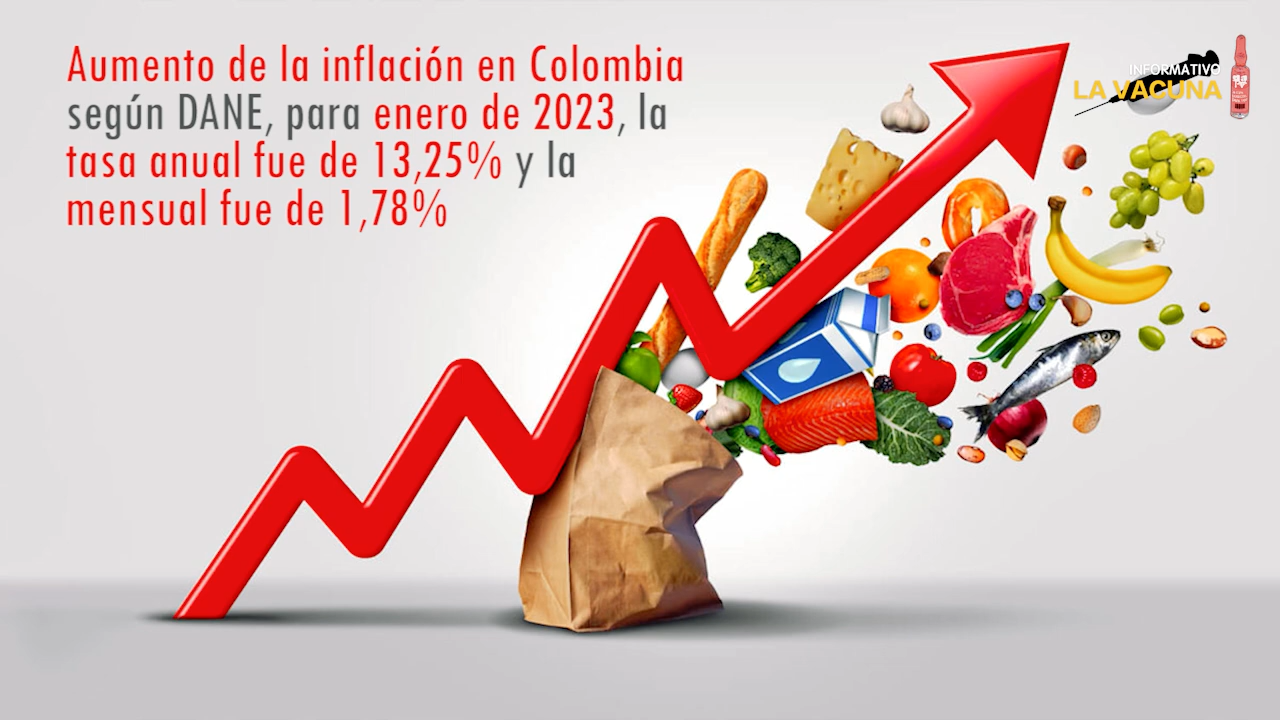 Aumento de la inflación en Colombia
según DANE, para enero de 2023, la
tasa anual fue de 13,25% y la
mensual fue de 1,78%
INFORMATIVO
LA VACUNA